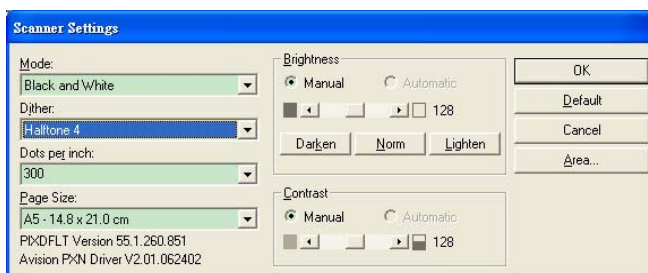 Scanner Settings
Mode:
Black and White
Dither:
Halftone 4
Dots per inch:
300
Page Size:
A5 - 14.8 x 21.0 cm
PIXDFLT Version 55.1.260.851
Avision PXN Driver V2.01.062402
Brightness
Manual Automatic
128
Darken Norm Lighten
Contrast
Manual Automatic
128
OK
Default
Cancel
Area...